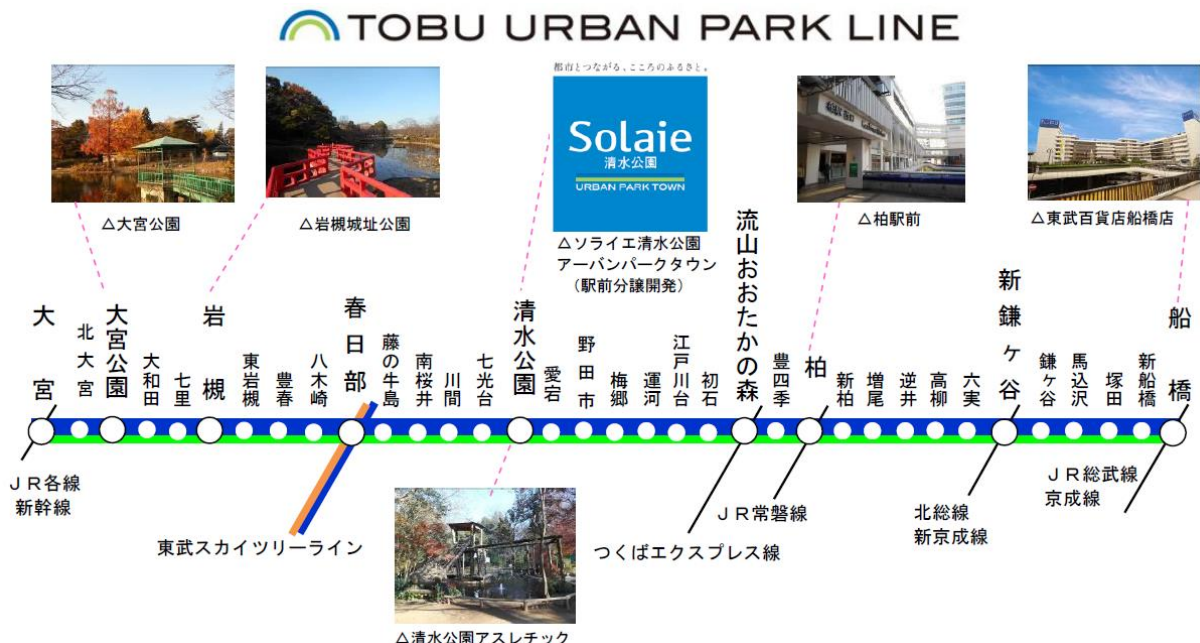 TOBU URBAN PARK LINE
都市とつながる、こころのふるさと。
Solaie
清水公園
URBAN PARK TOWN
△大宮公園
△岩槻城址公園
△ソライエ清水公園
アーバンパークタウン
（駅前分譲開発）
△柏駅前
△東武百貨店船橋店
大宮
北大宮
大宮公園
大和田
七里
岩槻
東岩槻
豊春
八木崎
春日部
藤の牛島
南桜井
川間
七光台
清水公園
愛宕
野田市
梅郷
運河
江戸川台
初石
流山おおたかの森
豊四季
柏
新柏
増尾
逆井
高柳
六実
新鎌ヶ谷
鎌ヶ谷
馬込沢
塚田
新船橋
船橋
ＪＲ各線
新幹線
東武スカイツリーライン
つくばエクスプレス線
ＪＲ常磐線
北総線
新京成線
ＪＲ総武線
京成線
△清水公園アスレチック